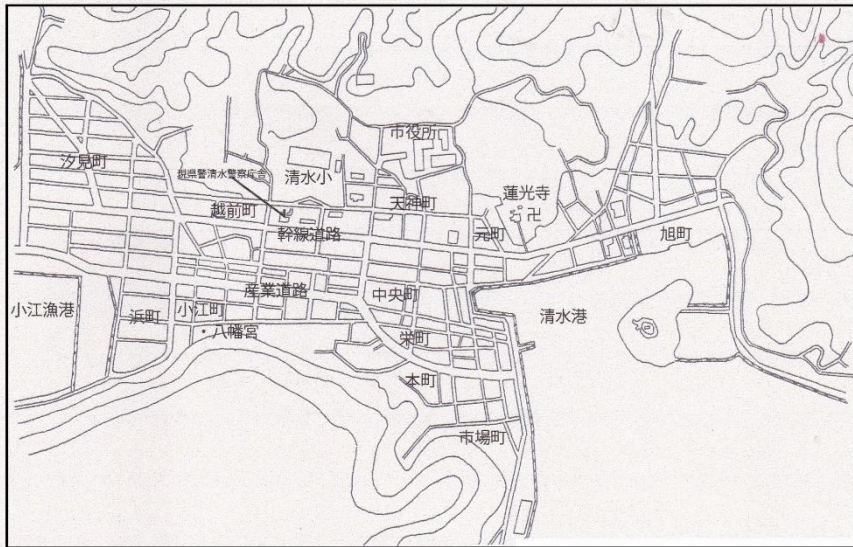 市役所
汐見町
県警清水警察庁舎
清水小
越前町
天神町
蓮光寺
卍
幹線道路
元町
旭町
産業道路
中央町
小江漁港
浜町
小江町
・八幡宮
清水港
栄町
本町
市場町